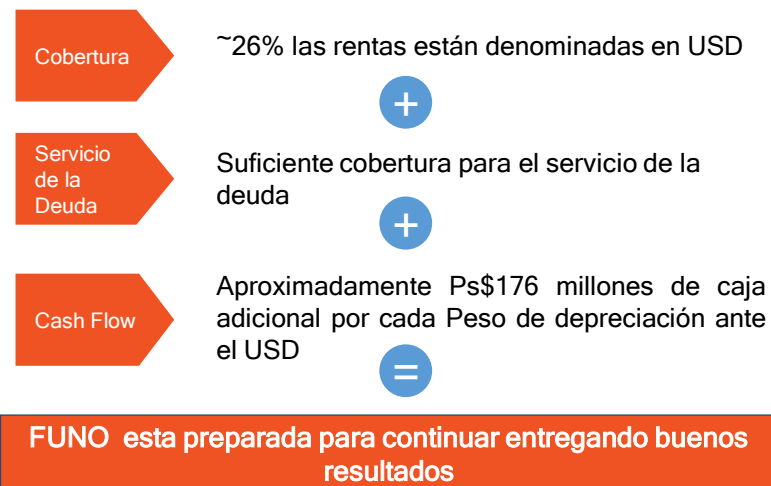 Cobertura
~26% las rentas están denominadas en USD
+
Servicio
de la
Deuda
Suficiente cobertura para el servicio de la
deuda
+
Cash Flow
Aproximadamente Ps$176 millones de caja
adicional por cada Peso de depreciación ante
el USD
=
FUNO esta preparada para continuar entregando buenos
resultados